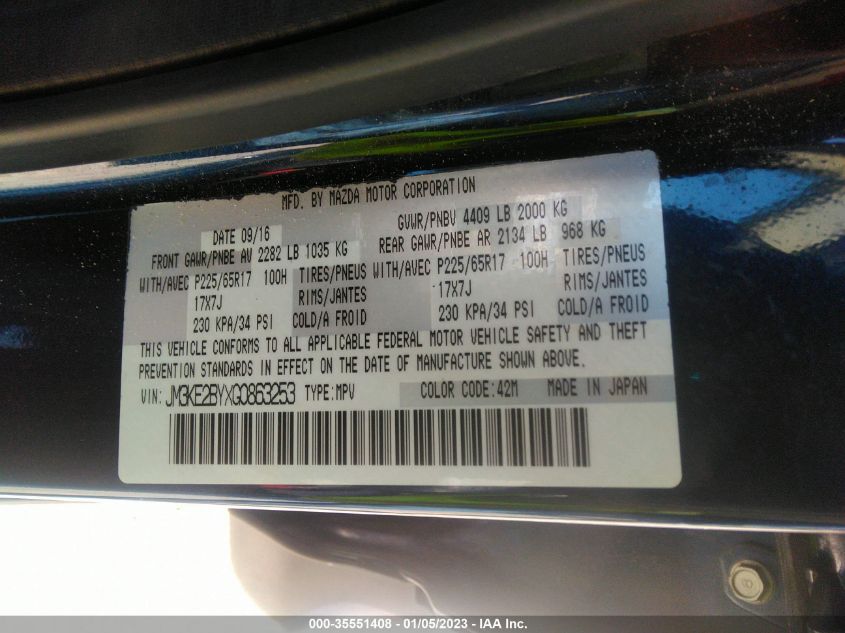 MFD. BY MAZDA MOTOR CORPORATION
DATE 09/16 GVWR/PNBV 4409 LB 2000 KG
FRONT GAWR/PNBE AV 2282 LB 1035 KG REAR GAWR/PNBE AR 2134 LB 968 KG
WITH/AVEC P225/65R17 100H TIRES/PNEUS WITH/AVEC P225/65R17 100H TIRES/PNEUS
17X7J RIMS/JANTES 17X7J RIMS/JANTES
230 KPA/34 PSI COLD/A FROID 230 KPA/34 PSI COLD/A FROID
THIS VEHICLE CONFORMS TO ALL APPLICABLE FEDERAL MOTOR VEHICLE SAFETY AND THEFT
PREVENTION STANDARDS IN EFFECT ON THE DATE OF MANUFACTURE SHOWN ABOVE.
VIN: JM3KE2BYXG0863253 TYPE:MPV COLOR CODE:42M MADE IN JAPAN
8
000-35551408 - 01/05/2023 - IAA Inc.